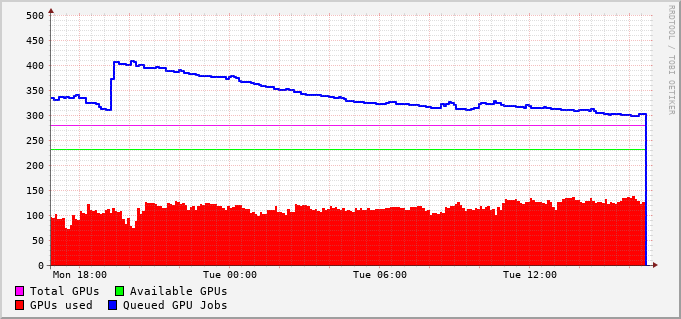 500
450
400
350
300
250
200
150
100
50
0
Mon 18:00 Tue 00:00 Tue 06:00 Tue 12:00
Total GPUs Available GPUs
GPUs used Queued GPU Jobs
RRDTOOL / TOBI OETIKER